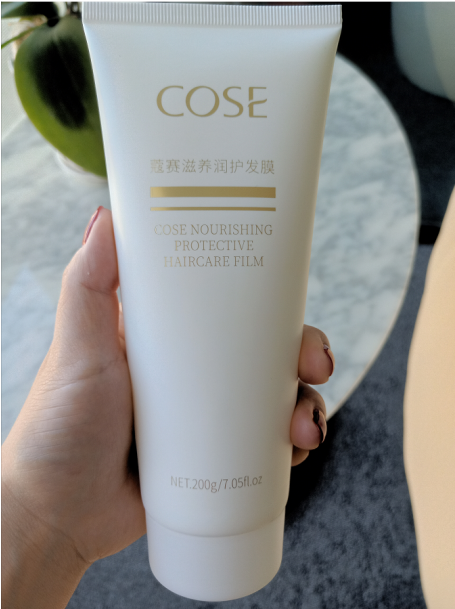 COSE
蔻赛滋养润护发膜
COSE NOURISHING
PROTECTIVE
HAIRCARE FILM
NET.200g/7.05fl.oz